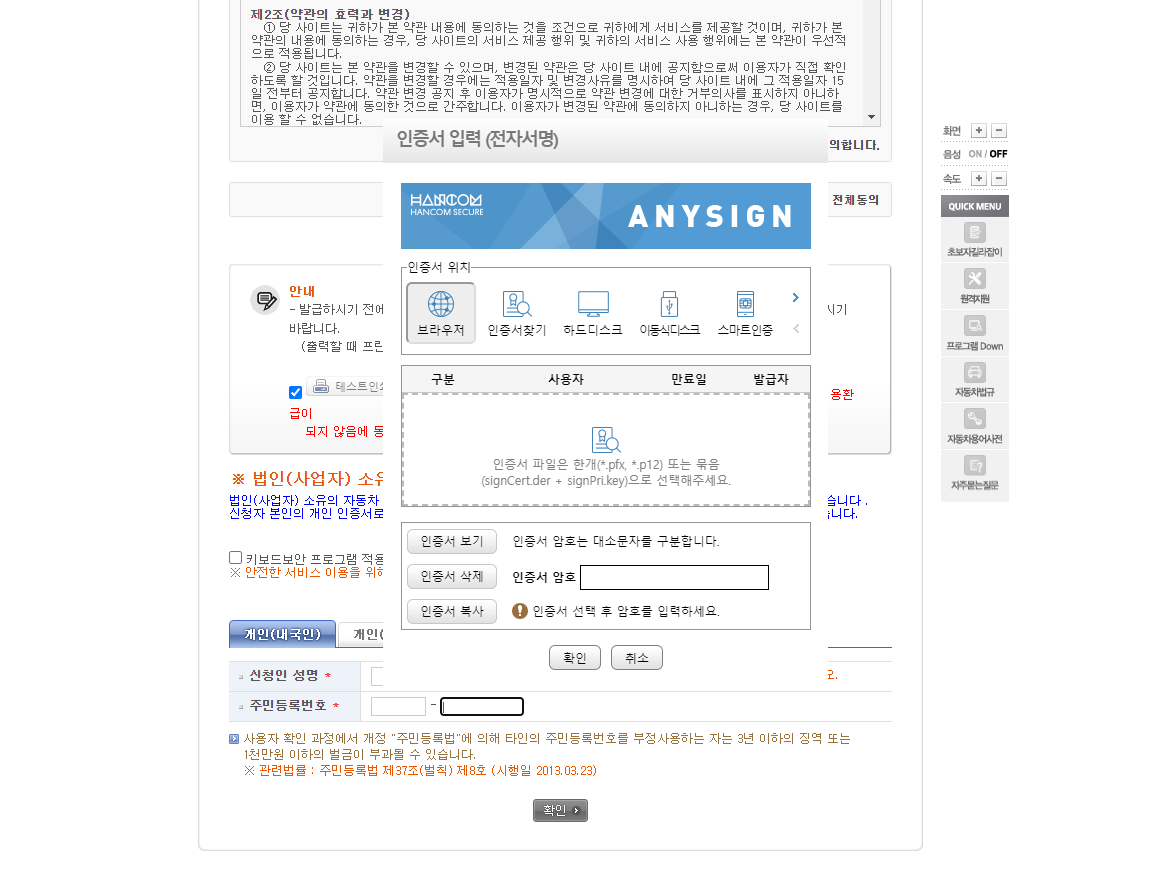 제2조(약관의 효력과 변경)
① 당 사이트는 귀하가 본 약관 내용에 동의하는 것을 조건으로 귀하에게 서비스를 제공할 것이며, 귀하가 본
약관의 내용에 동의하는 경우, 당 사이트의 서비스 제공 행위 및 귀하의 서비스 사용 행위에는 본 약관이 우선적
으로 적용됩니다.
② 당 사이트는 본 약관을 변경할 수 있으며, 변경된 약관은 당 사이트 내에 공지함으로써 이용자가 직접 확인
하도록 할 것입니다. 약관을 변경할 경우에는 적용일자 및 변경사유를 명시하여 당 사이트 내에 그 적용일자 15
일 전부터 공지합니다. 약관 변경 공지 후 이용자가 명시적으로 약관 변경에 대한 거부의사를 표시하지 아니하
면, 이용자가 약관에 동의한 것으로 간주합니다. 이용자가 변경된 약관에 동의하지 아니하는 경우, 당 사이트를
이용 할 수 없습니다.
의합니다.
전체동의
인증서 입력 (전자서명)
HANCOM
HANCOM SECURE
ANYSIGN
인증서 위치
브라우저 인증서찾기 하드디스크 이동식디스크 스마트인증
구분 사용자 만료일 발급자
인증서 파일은 한개(*.pfx, *.p12) 또는 묶음
(signCert.der + signPri.key)으로 선택해주세요.
인증서 보기 인증서 암호는 대소문자를 구분합니다.
인증서 삭제 인증서 암호
인증서 복사 인증서 선택 후 암호를 입력하세요.
확인 취소
안내
- 발급하시기 전에 시기
바랍니다.
(출력할 때 프린
테스트인쇄 용환
급이
되지 않음에 동
※ 법인(사업자) 소유
법인(사업자) 소유의 자동차 습니다 .
신청자 본인의 개인 인증서로 습니다.
키보드보안 프로그램 적용
※ 안전한 서비스 이용을 위해
개인(내국인) 개인(
신청인 성명 * 요.
주민등록번호 * -
사용자 확인 과정에서 개정 "주민등록법"에 의해 타인의 주민등록번호를 부정사용하는 자는 3년 이하의 징역 또는
1천만원 이하의 벌금이 부과될 수 있습니다.
※ 관련법률 : 주민등록법 제37조(벌칙) 제8호 (시행일 2013.03.23)
확인
화면 + -
음성 ON / OFF
속도 + -
QUICK MENU
초보자길라잡이
원격지원
프로그램 Down
자동차법규
자동차용어사전
자주묻는질문